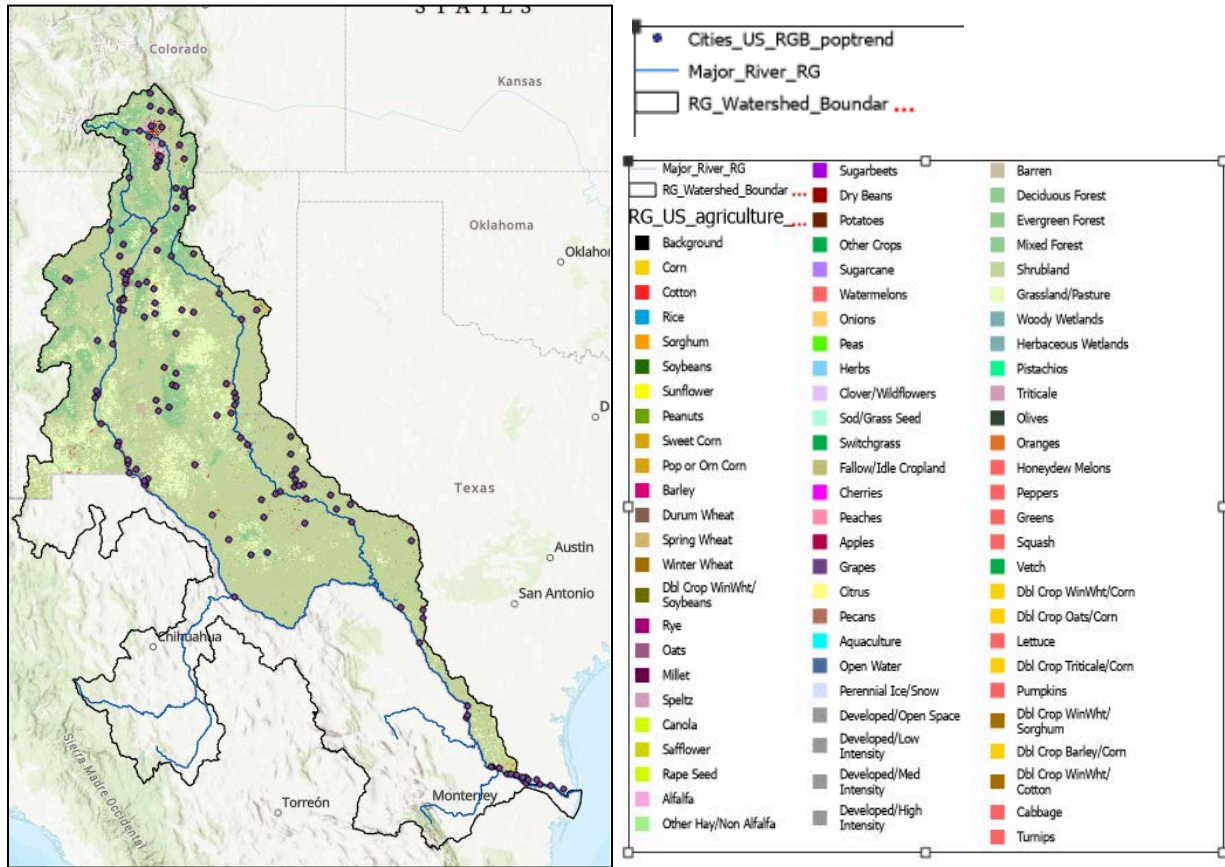 STATES
Colorado
Kansas
Oklahoma
Oklahor
D
Texas
Austin
San Antonio
Chihuahua
Sierra Madre Occidental
Torreón
Monterrey
Cities_US_RGB_poptrend
Major_River_RG
RG_Watershed_Boundar ...
Major_River_RG
RG_Watershed_Boundar ...
RG_US_agriculture_...
Background
Corn
Cotton
Rice
Sorghum
Soybeans
Sunflower
Peanuts
Sweet Corn
Pop or Orn Corn
Barley
Durum Wheat
Spring Wheat
Winter Wheat
Dbl Crop WinWht/
Soybeans
Rye
Oats
Millet
Speltz
Canola
Safflower
Rape Seed
Alfalfa
Other Hay/Non Alfalfa
Sugarbeets
Dry Beans
Potatoes
Other Crops
Sugarcane
Watermelons
Onions
Peas
Herbs
Clover/Wildflowers
Sod/Grass Seed
Switchgrass
Fallow/Idle Cropland
Cherries
Peaches
Apples
Grapes
Citrus
Pecans
Aquaculture
Open Water
Perennial Ice/Snow
Developed/Open Space
Developed/Low
Intensity
Developed/Med
Intensity
Developed/High
Intensity
Barren
Deciduous Forest
Evergreen Forest
Mixed Forest
Shrubland
Grassland/Pasture
Woody Wetlands
Herbaceous Wetlands
Pistachios
Triticale
Olives
Oranges
Honeydew Melons
Peppers
Greens
Squash
Vetch
Dbl Crop WinWht/Corn
Dbl Crop Oats/Corn
Lettuce
Dbl Crop Triticale/Corn
Pumpkins
Dbl Crop WinWht/
Sorghum
Dbl Crop Barley/Corn
Dbl Crop WinWht/
Cotton
Cabbage
Turnips